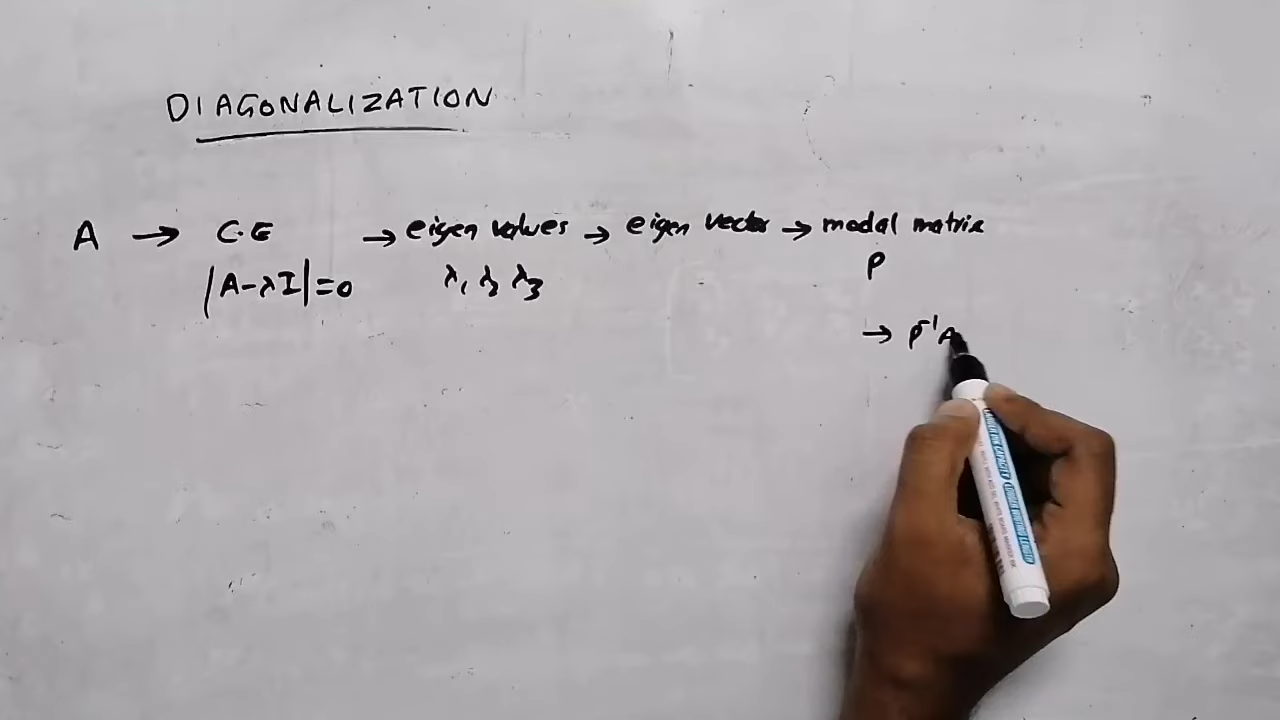 DIAGONALIZATION
A → C.E → eigen values → eigen vector → modal matrix
|A-λI|=0 λ₁ λ₂ λ₃ P
→ P⁻¹A